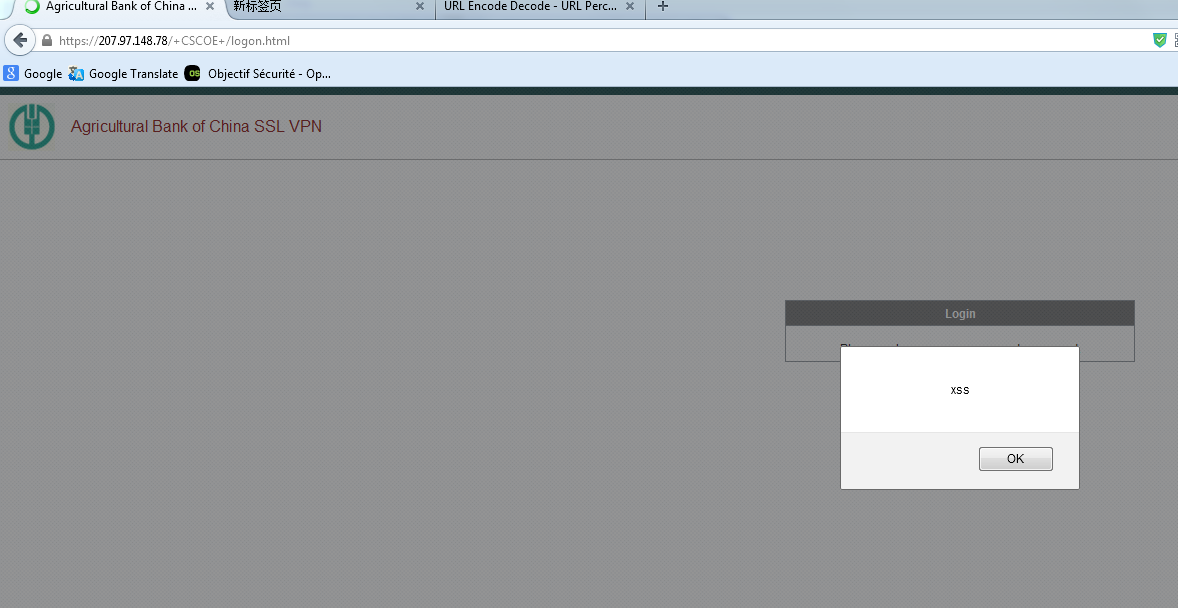 Agricultural Bank of China ...
新标签页
URL Encode Decode - URL Perc...
https://207.97.148.78/+CSCOE+/logon.html
Google
Google Translate
OS
Objectif Sécurité - Op...
Agricultural Bank of China SSL VPN
Login
xss
OK